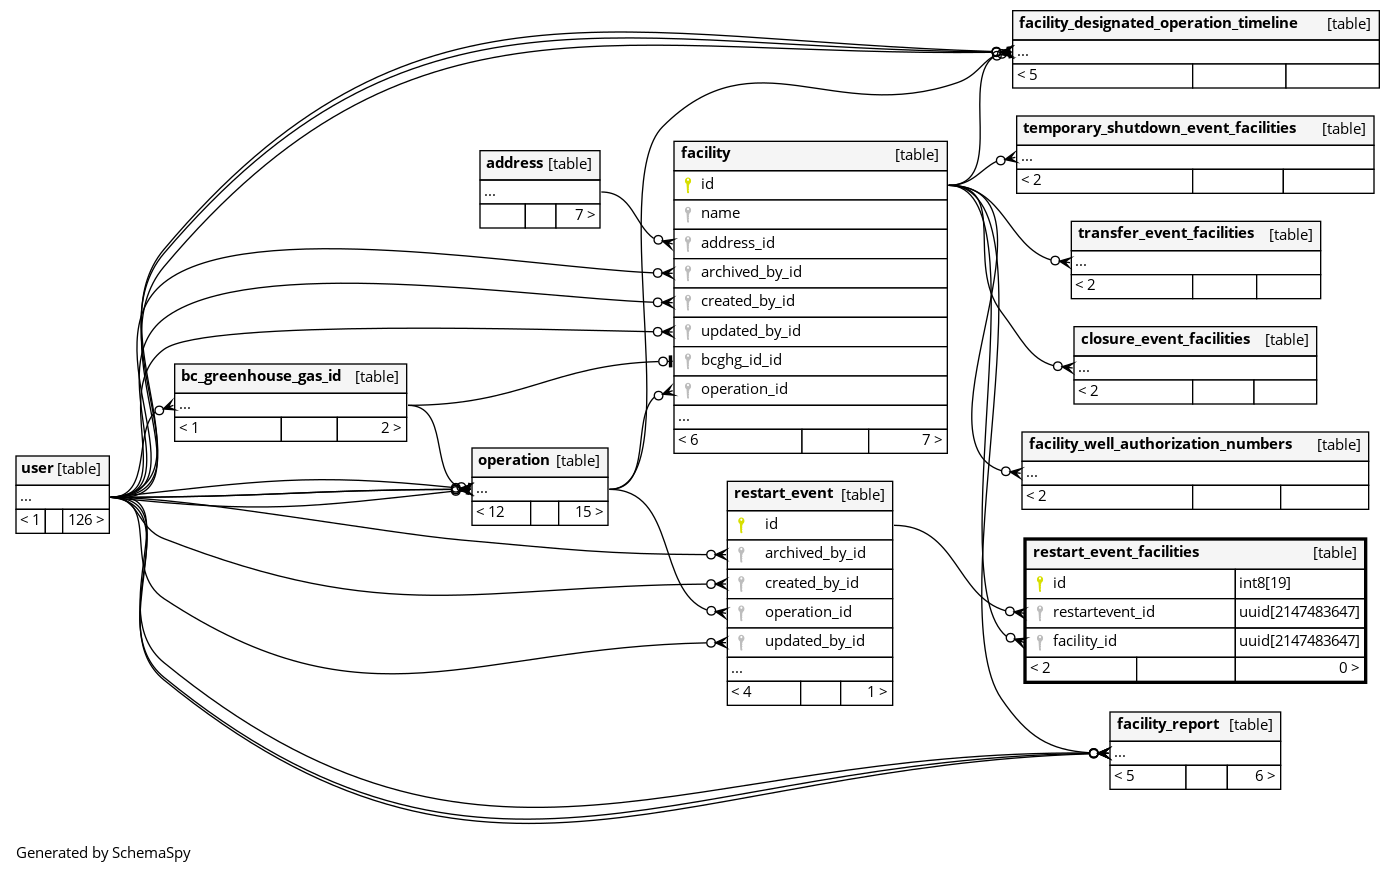 facility_designated_operation_timeline [table]
...
< 5
temporary_shutdown_event_facilities [table]
...
< 2
address [table]
...
7 >
facility [table]
id
name
address_id
archived_by_id
created_by_id
updated_by_id
bcghg_id_id
operation_id
...
< 6 7 >
transfer_event_facilities [table]
...
< 2
closure_event_facilities [table]
...
< 2
bc_greenhouse_gas_id [table]
...
< 1 2 >
facility_well_authorization_numbers [table]
...
< 2
user [table]
...
< 1 126 >
operation [table]
...
< 12 15 >
restart_event [table]
id
archived_by_id
created_by_id
operation_id
updated_by_id
...
< 4 1 >
restart_event_facilities [table]
id int8[19]
restartevent_id uuid[2147483647]
facility_id uuid[2147483647]
< 2 0 >
facility_report [table]
...
< 5 6 >
Generated by SchemaSpy